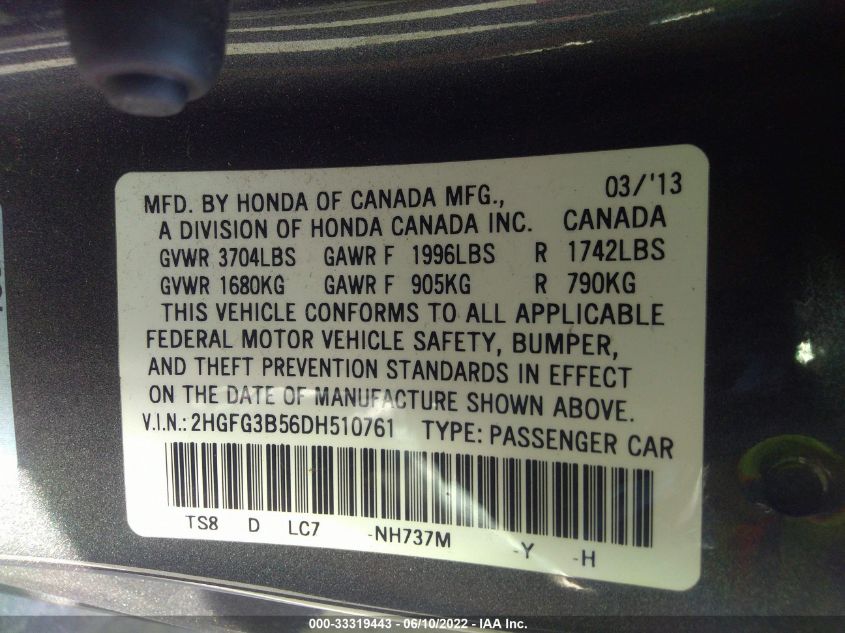 MFD. BY HONDA OF CANADA MFG., 03/'13
A DIVISION OF HONDA CANADA INC. CANADA
GVWR 3704LBS GAWR F 1996LBS R 1742LBS
GVWR 1680KG GAWR F 905KG R 790KG
THIS VEHICLE CONFORMS TO ALL APPLICABLE
FEDERAL MOTOR VEHICLE SAFETY, BUMPER,
AND THEFT PREVENTION STANDARDS IN EFFECT
ON THE DATE OF MANUFACTURE SHOWN ABOVE.
V.I.N.: 2HGFG3B56DH510761 TYPE: PASSENGER CAR
TS8 D LC7 -NH737M -Y -H
000-33319443 - 06/10/2022 - IAA Inc.